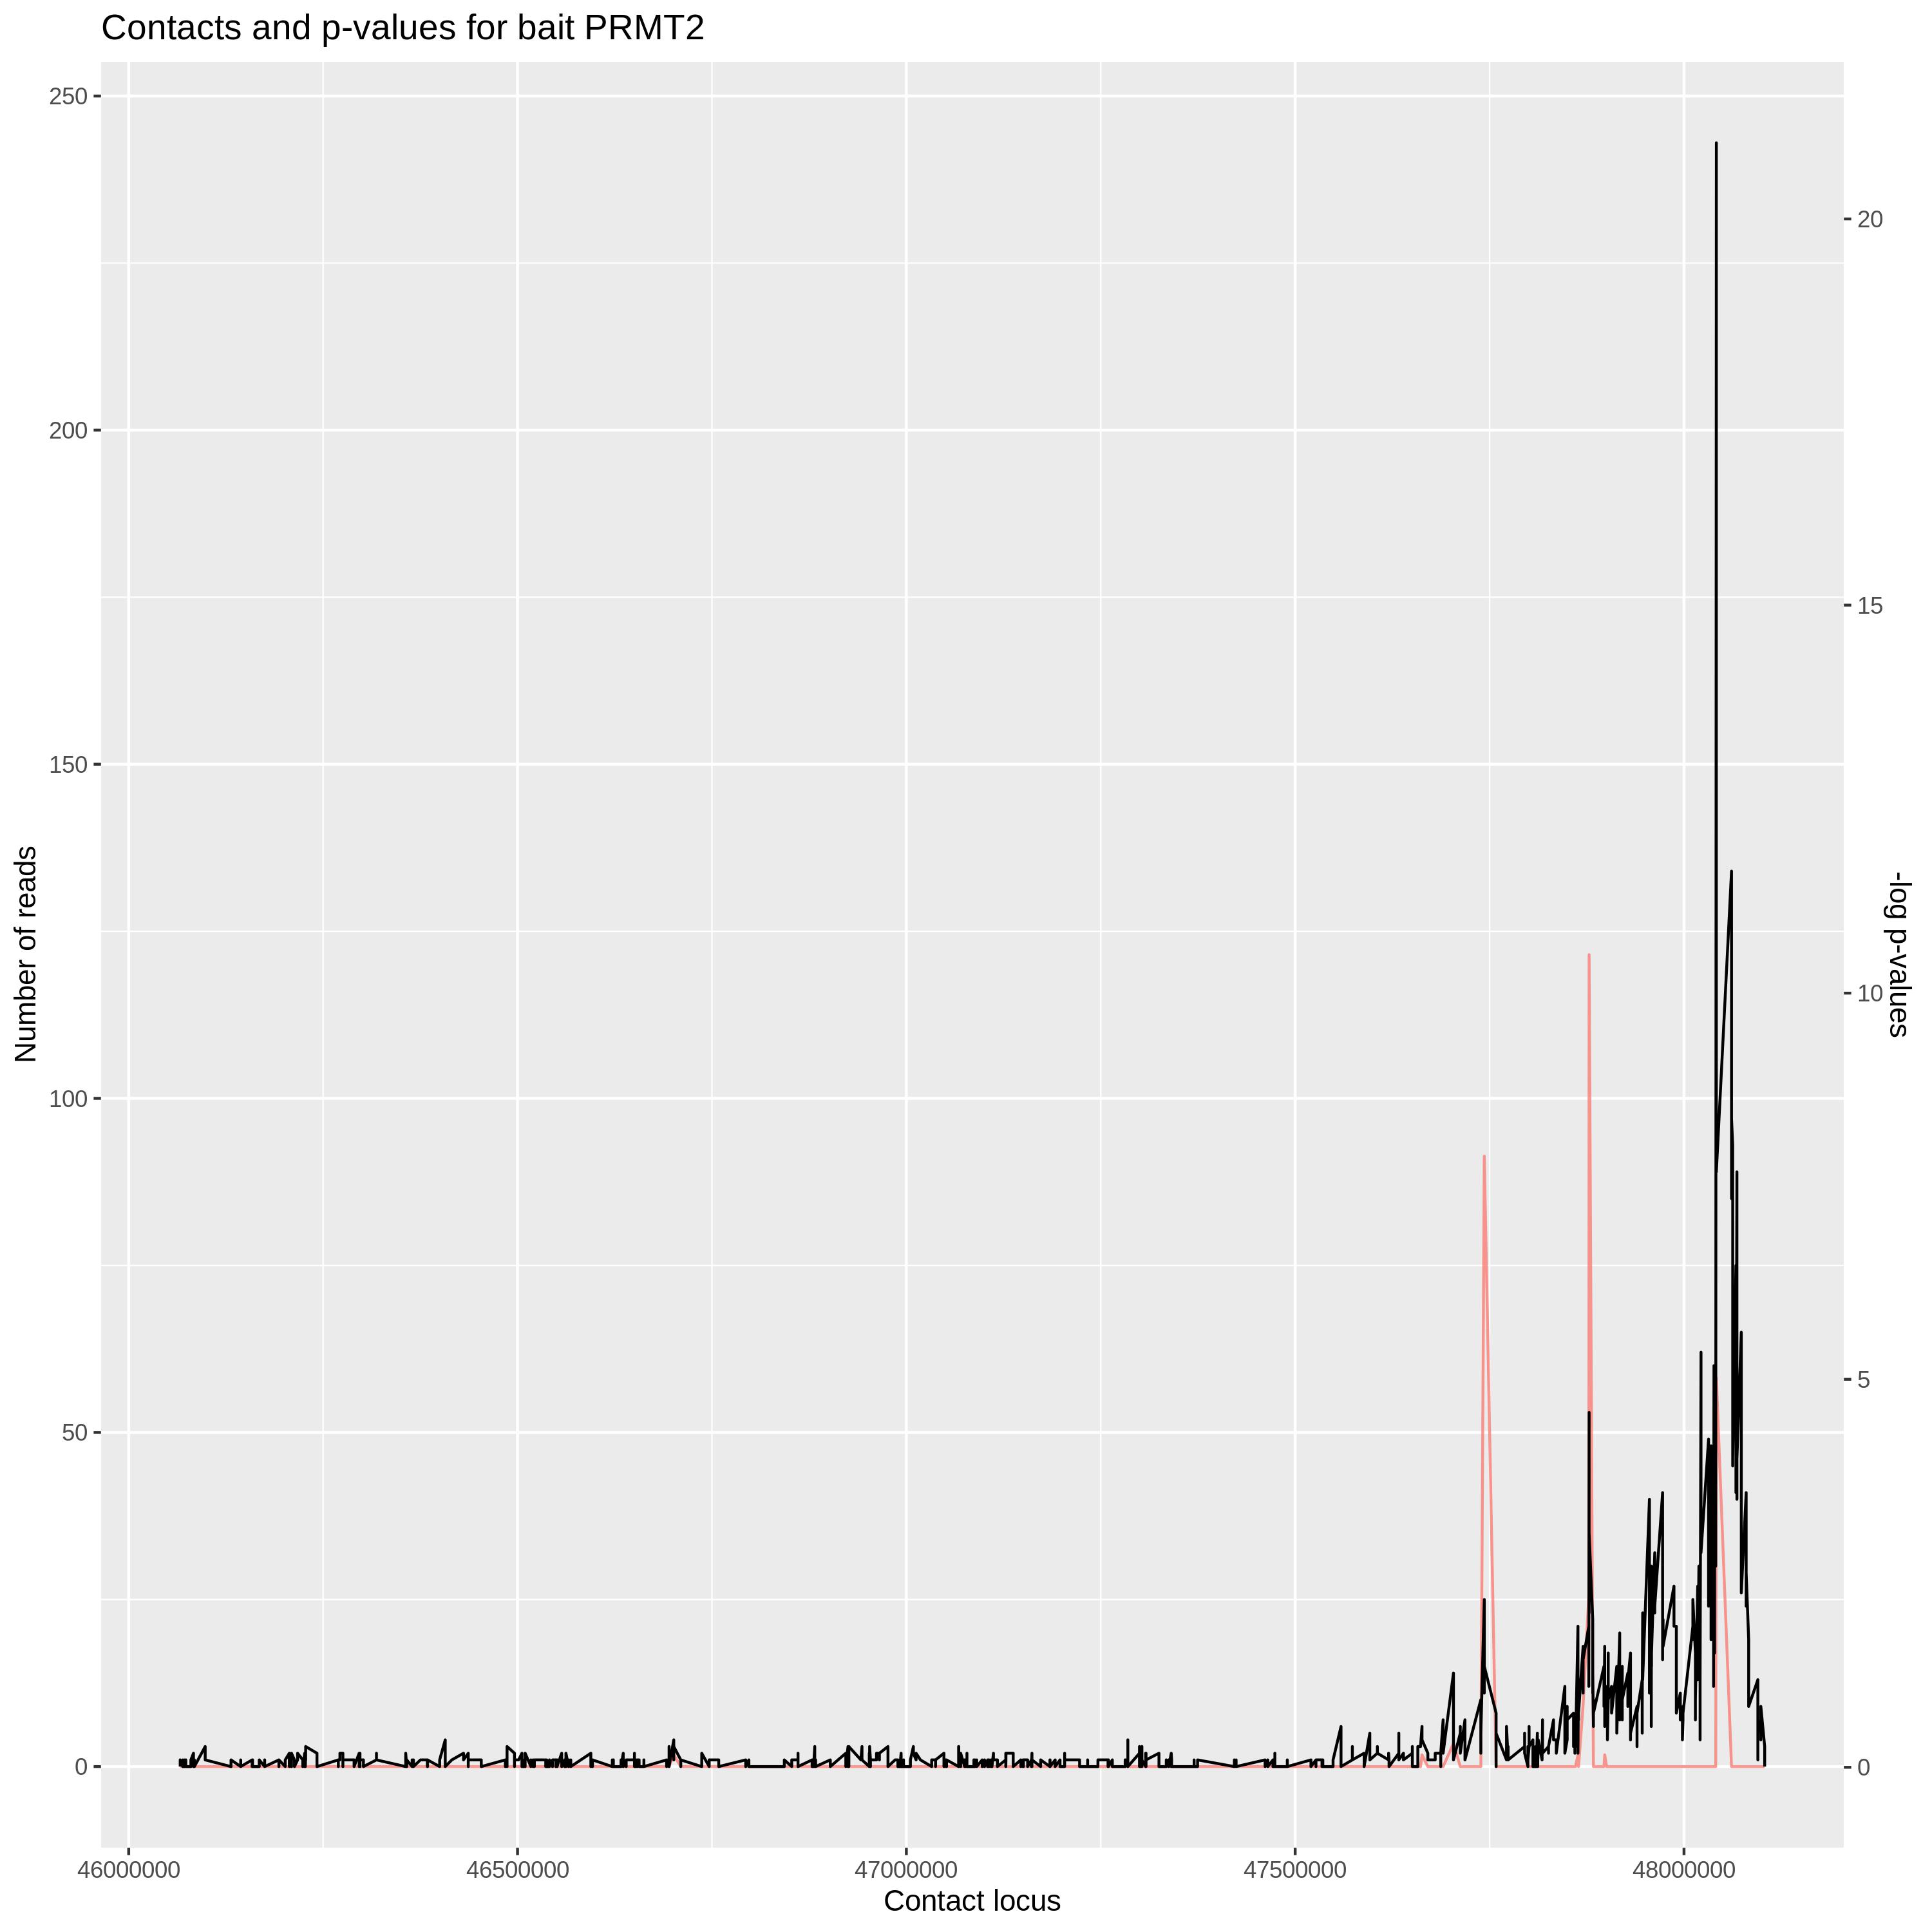 Contacts and p-values for bait PRMT2
250
200
150
100
50
0
Number of reads
20
15
10
5
0
-log p-values
46000000 46500000 47000000 47500000 48000000
Contact locus